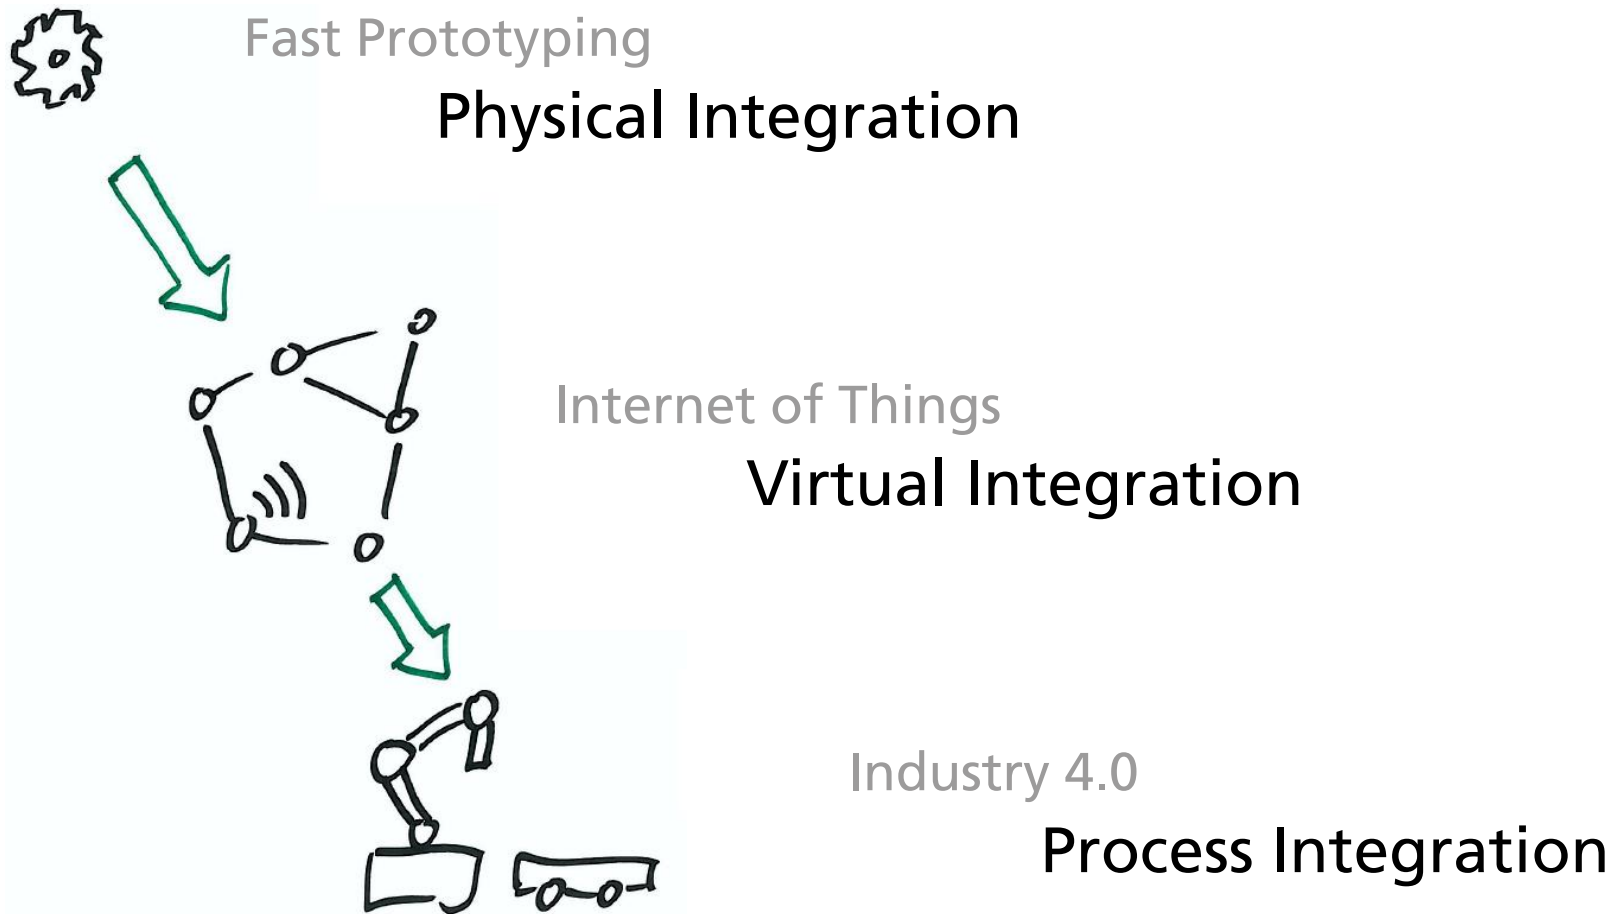 Fast Prototyping
Physical Integration
Internet of Things
Virtual Integration
Industry 4.0
Process Integration